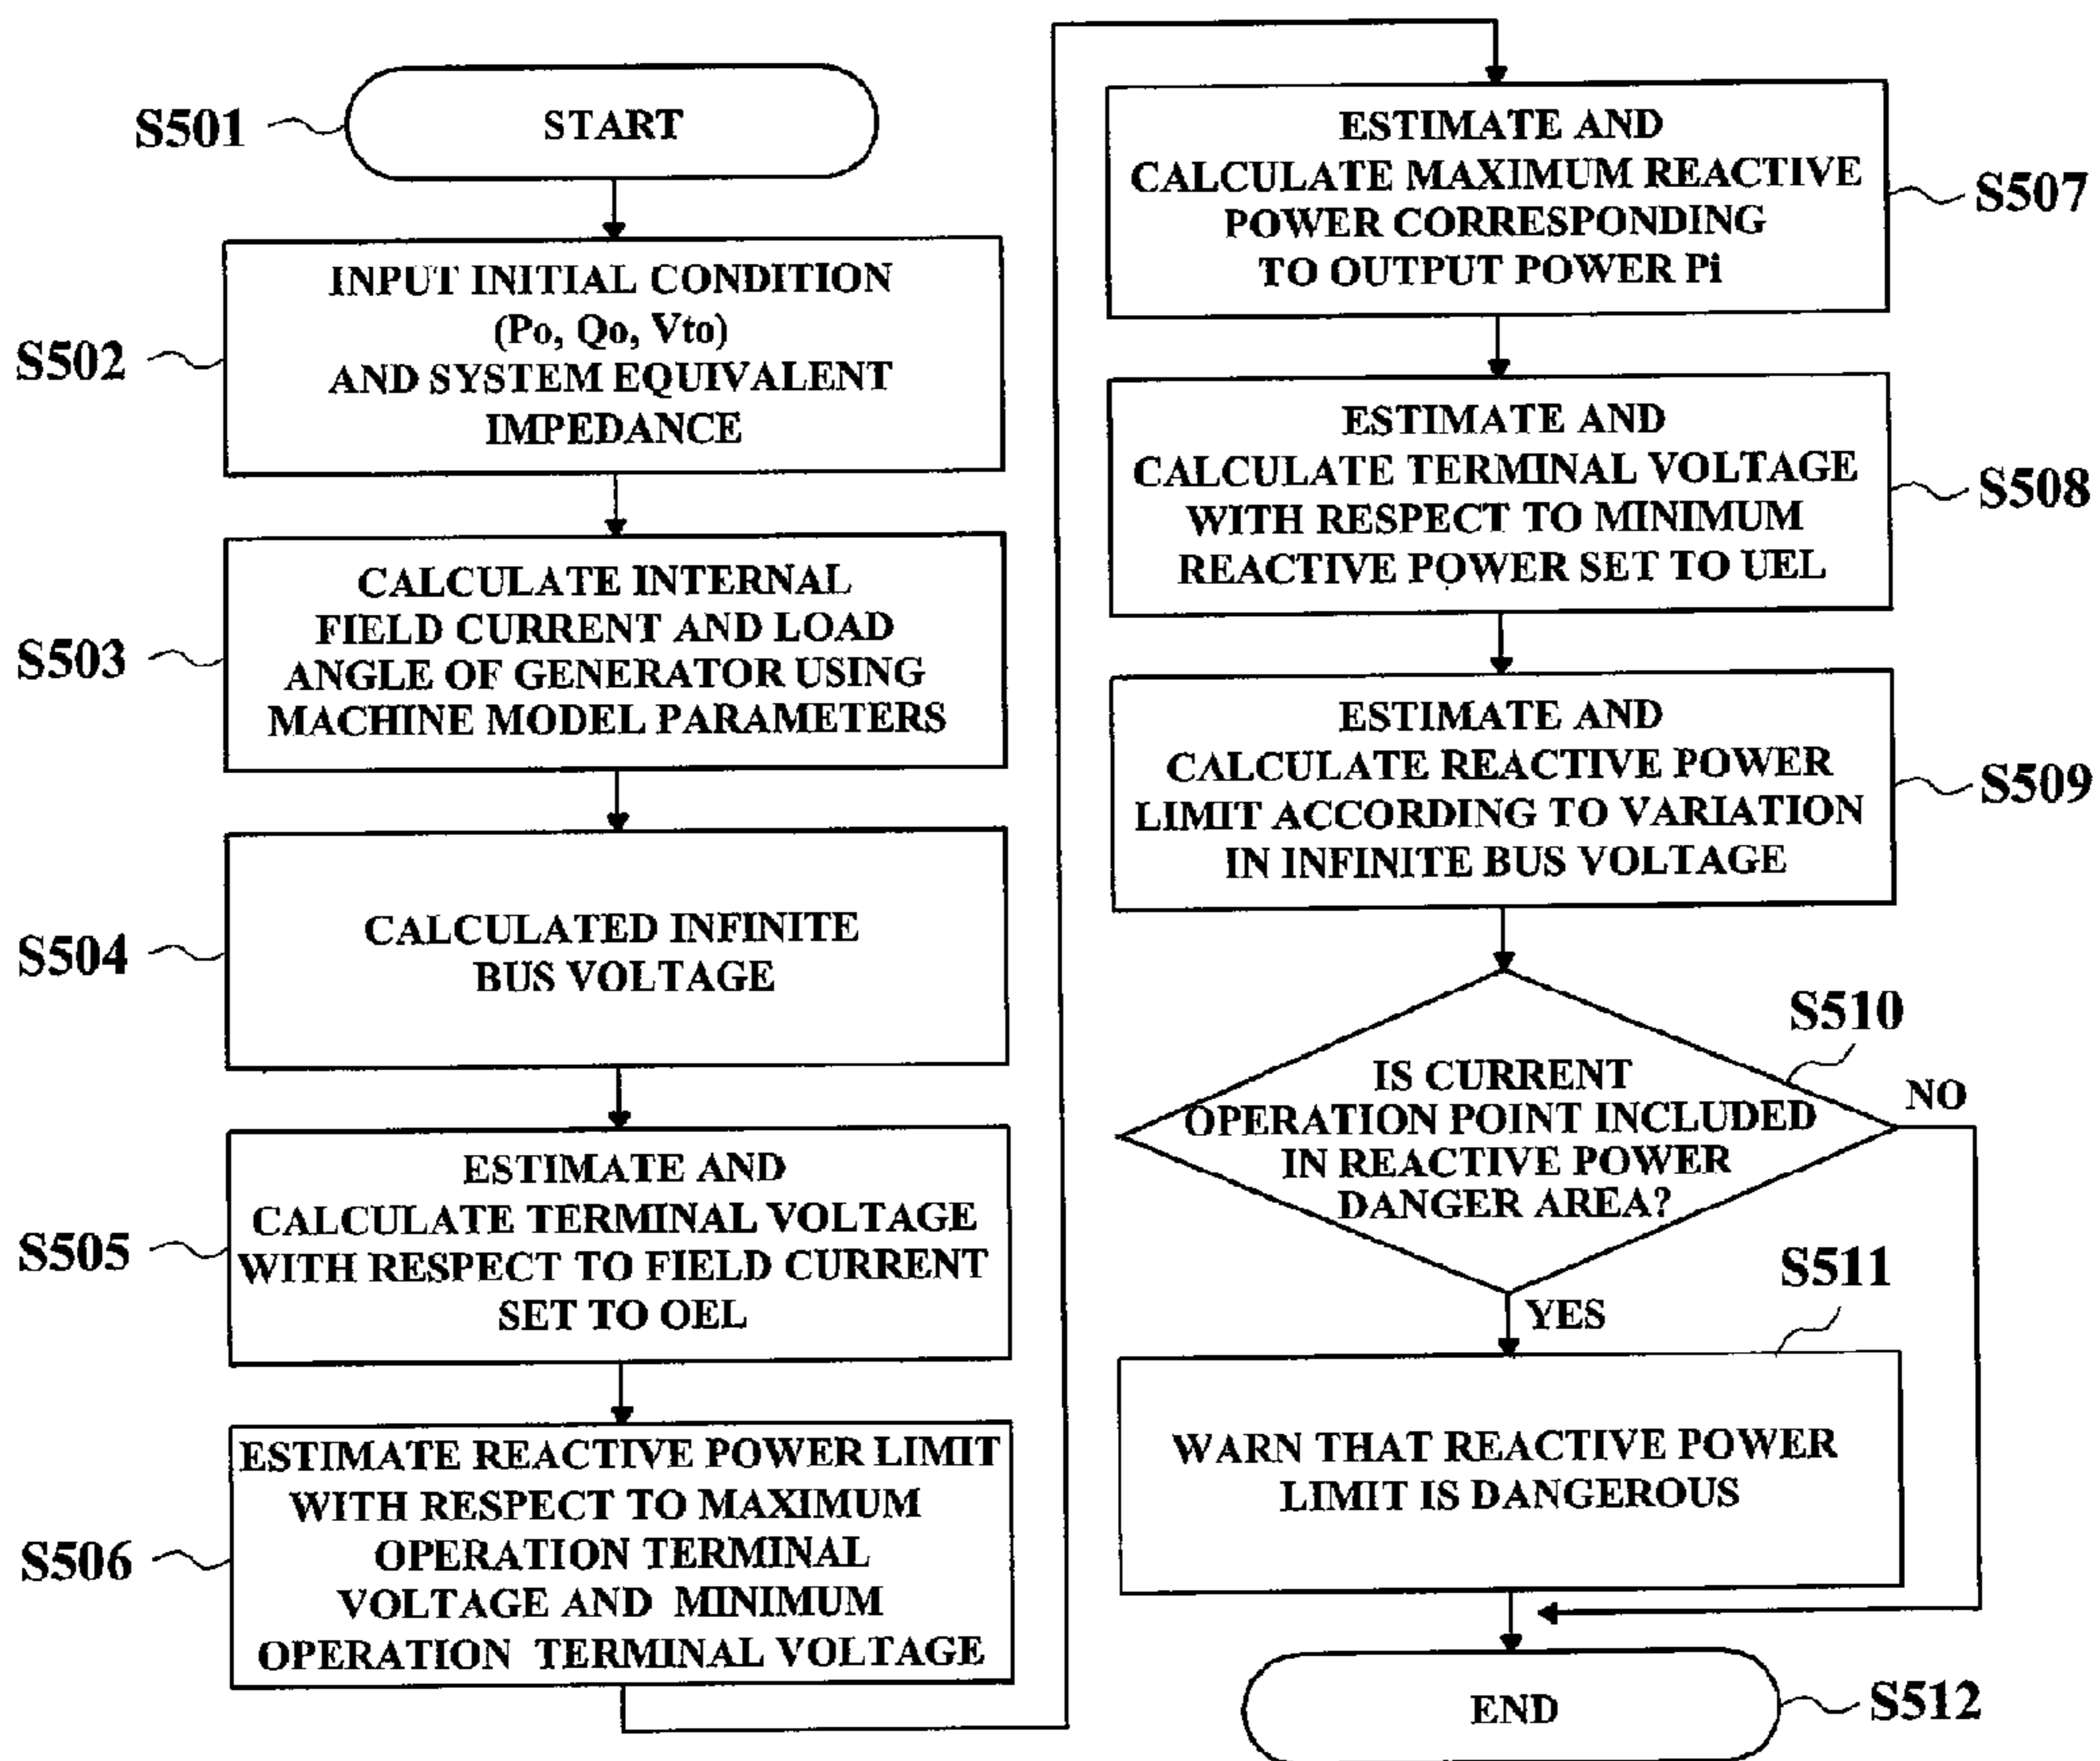 S501
START
S502
INPUT INITIAL CONDITION
(Po, Qo, Vto)
AND SYSTEM EQUIVALENT
IMPEDANCE
S503
CALCULATE INTERNAL
FIELD CURRENT AND LOAD
ANGLE OF GENERATOR USING
MACHINE MODEL PARAMETERS
S504
CALCULATED INFINITE
BUS VOLTAGE
S505
ESTIMATE AND
CALCULATE TERMINAL VOLTAGE
WITH RESPECT TO FIELD CURRENT
SET TO OEL
S506
ESTIMATE REACTIVE POWER LIMIT
WITH RESPECT TO MAXIMUM
OPERATION TERMINAL
VOLTAGE AND MINIMUM
OPERATION TERMINAL VOLTAGE
ESTIMATE AND
CALCULATE MAXIMUM REACTIVE
POWER CORRESPONDING
TO OUTPUT POWER Pi
S507
ESTIMATE AND
CALCULATE TERMINAL VOLTAGE
WITH RESPECT TO MINIMUM
REACTIVE POWER SET TO UEL
S508
ESTIMATE AND
CALCULATE REACTIVE POWER
LIMIT ACCORDING TO VARIATION
IN INFINITE BUS VOLTAGE
S509
S510
IS CURRENT
OPERATION POINT INCLUDED
IN REACTIVE POWER
DANGER AREA?
NO
YES
S511
WARN THAT REACTIVE POWER
LIMIT IS DANGEROUS
END
S512